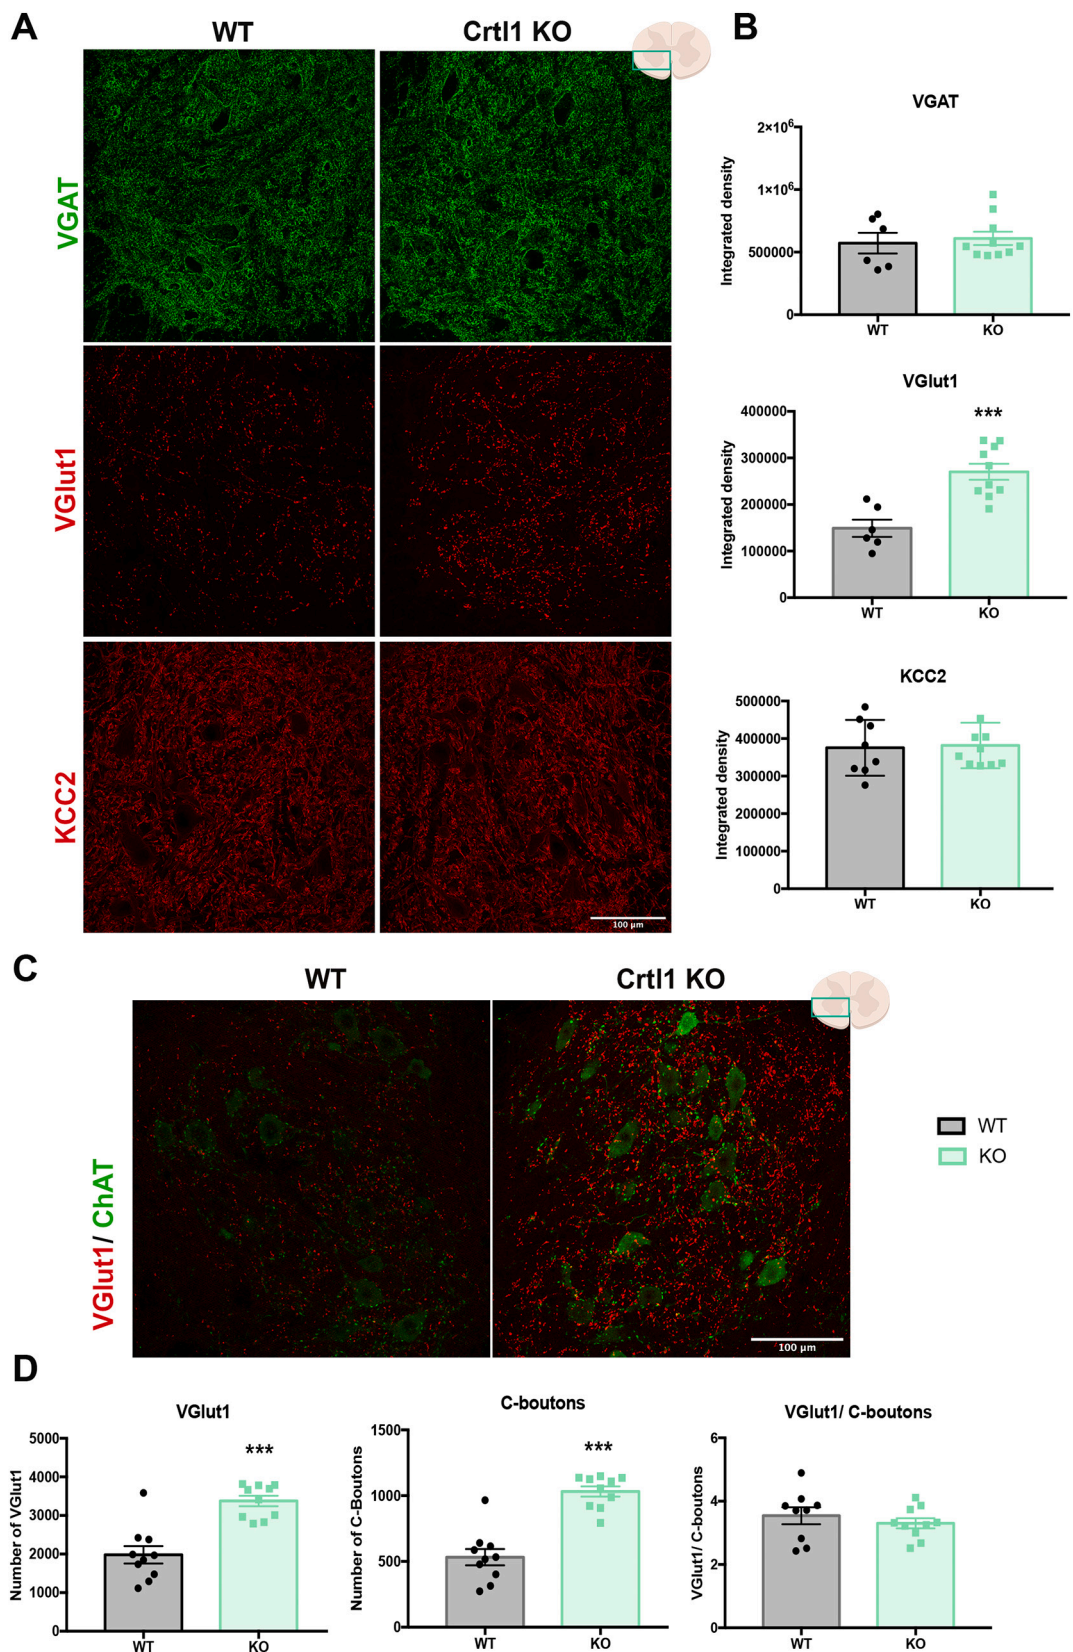 A
WT
Crtl1 KO
VGAT
VGlut1
KCC2
100 µm
B
VGAT
Integrated density
2×10⁶
1×10⁶
500000
0
WT
KO
VGlut1
***
Integrated density
400000
300000
200000
100000
0
WT
KO
KCC2
Integrated density
500000
400000
300000
200000
100000
0
WT
KO
C
WT
Crtl1 KO
VGlut1/ ChAT
100 µm
WT
KO
D
VGlut1
***
Number of VGlut1
5000
4000
3000
2000
1000
0
WT
KO
C-boutons
***
Number of C-Boutons
1500
1000
500
0
WT
KO
VGlut1/ C-boutons
VGlut1/ C-boutons
6
4
2
0
WT
KO